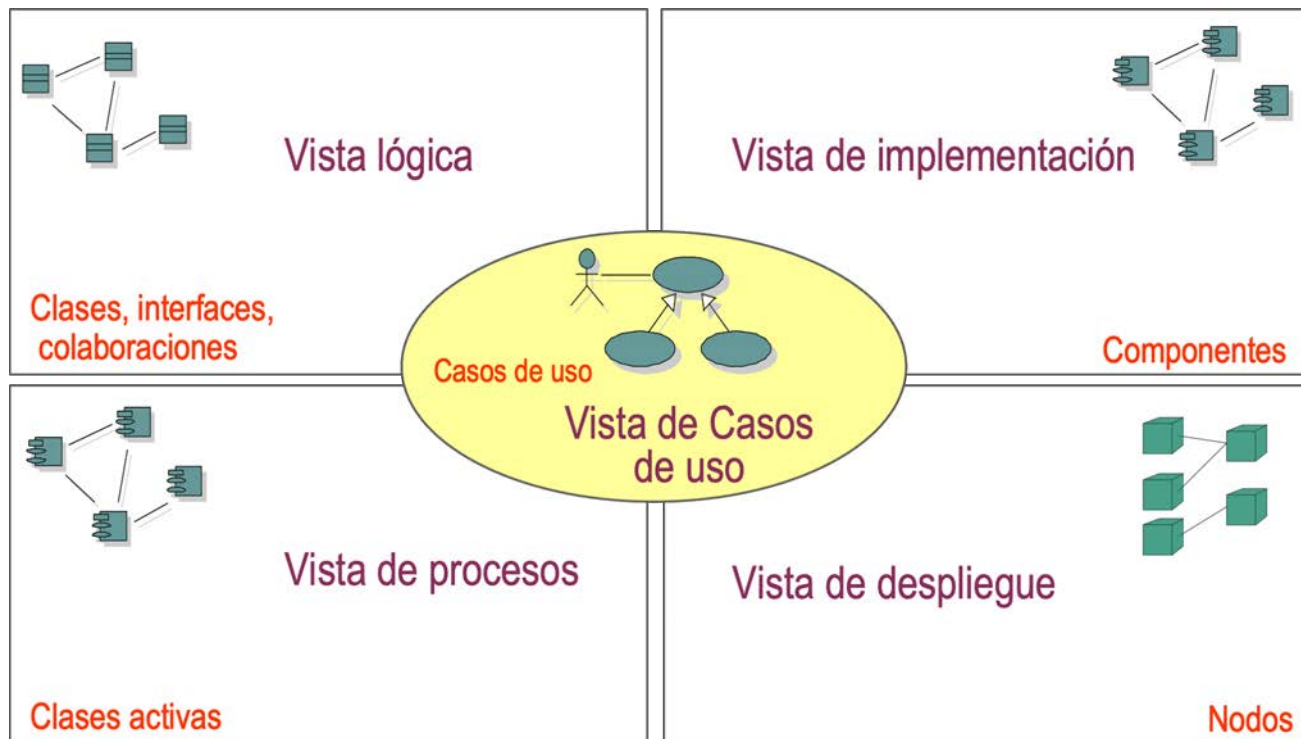 Vista lógica
Clases, interfaces,
colaboraciones
Vista de implementación
Componentes
Casos de uso
Vista de Casos
de uso
Vista de procesos
Clases activas
Vista de despliegue
Nodos